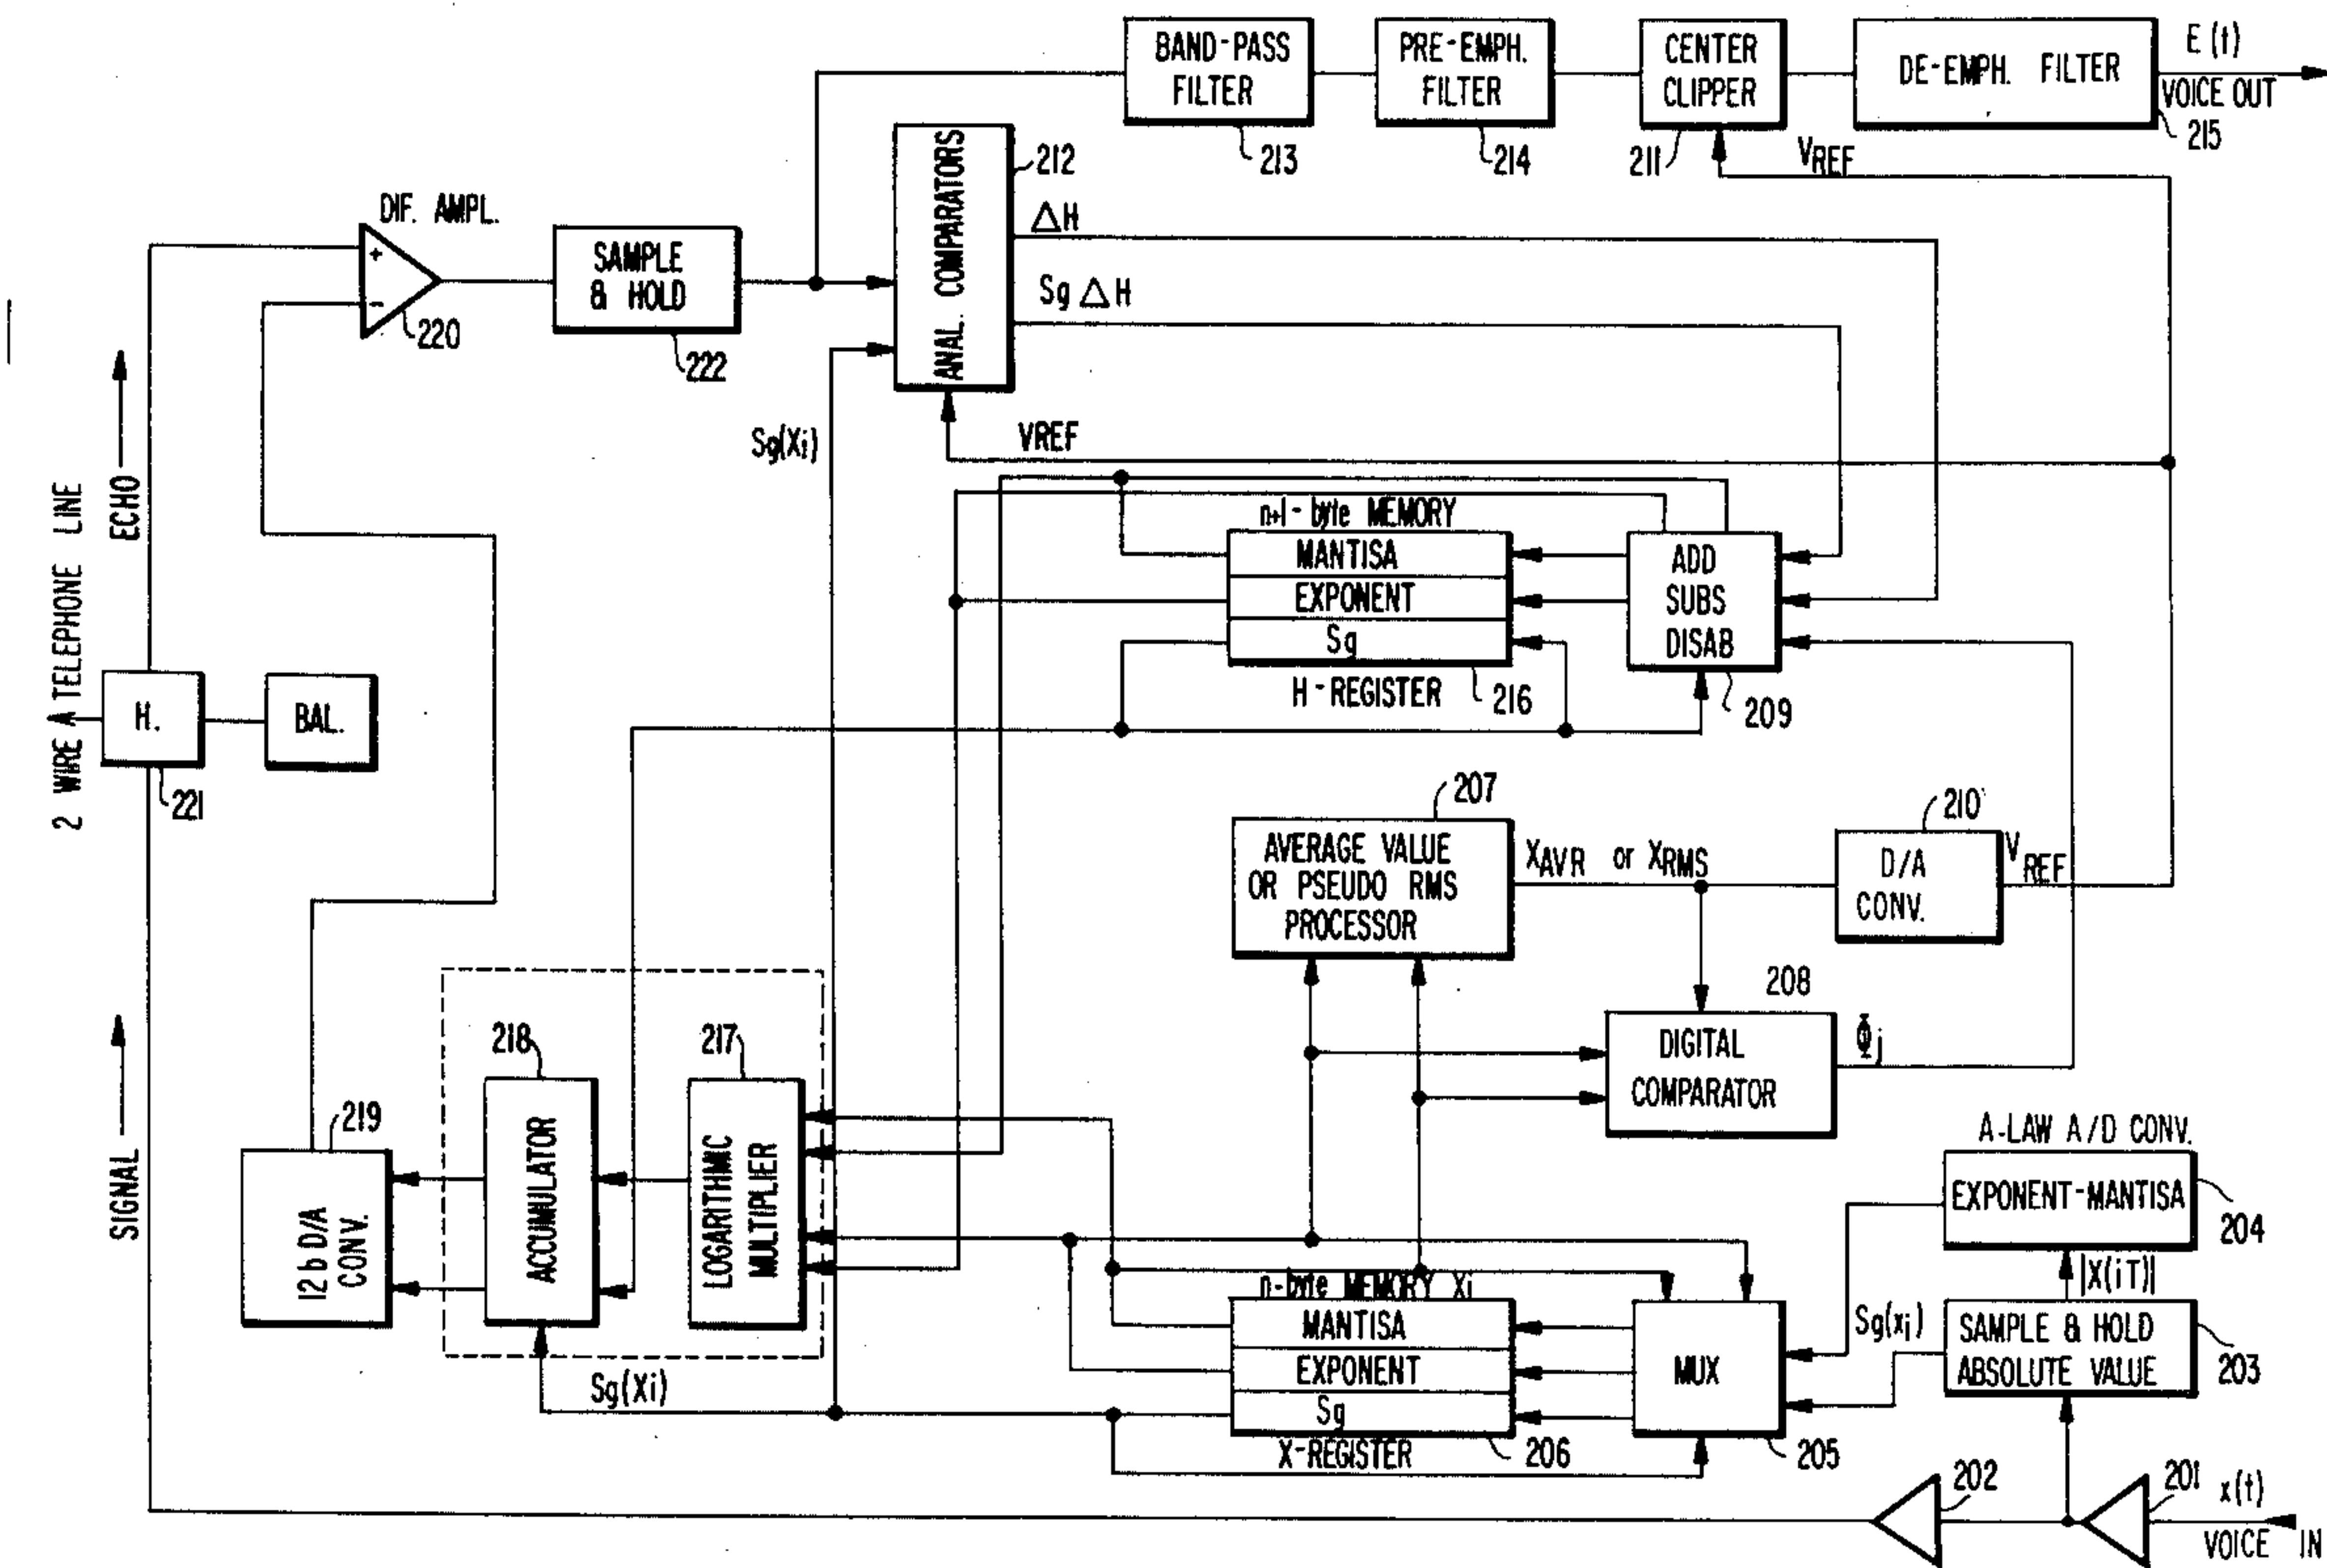 BAND-PASS
FILTER
213
PRE-EMPH.
FILTER
214
CENTER
CLIPPER
211
DE-EMPH. FILTER
215
E(t)
VOICE OUT
VREF
DIF. AMPL.
+
-
220
SAMPLE
& HOLD
222
ANAL. COMPARATORS
212
ΔH
Sg ΔH
Sg(Xi)
VREF
2 WIRE A TELEPHONE LINE
ECHO
H.
221
BAL.
n+1-byte MEMORY
MANTISA
EXPONENT
Sg
H-REGISTER
216
ADD
SUBS
DISAB
209
207
AVERAGE VALUE
OR PSEUDO RMS
PROCESSOR
XAVR or XRMS
210
D/A
CONV.
VREF
208
DIGITAL
COMPARATOR
Φj
SIGNAL
219
12 b D/A
CONV.
218
ACCUMULATOR
217
LOGARITHMIC
MULTIPLIER
Sg(Xi)
n-byte MEMORY Xi
MANTISA
EXPONENT
Sg
X-REGISTER
206
MUX
205
A-LAW A/D CONV.
EXPONENT-MANTISA
204
|X(iT)|
Sg(xi)
SAMPLE & HOLD
ABSOLUTE VALUE
203
202
201
x(t)
VOICE IN